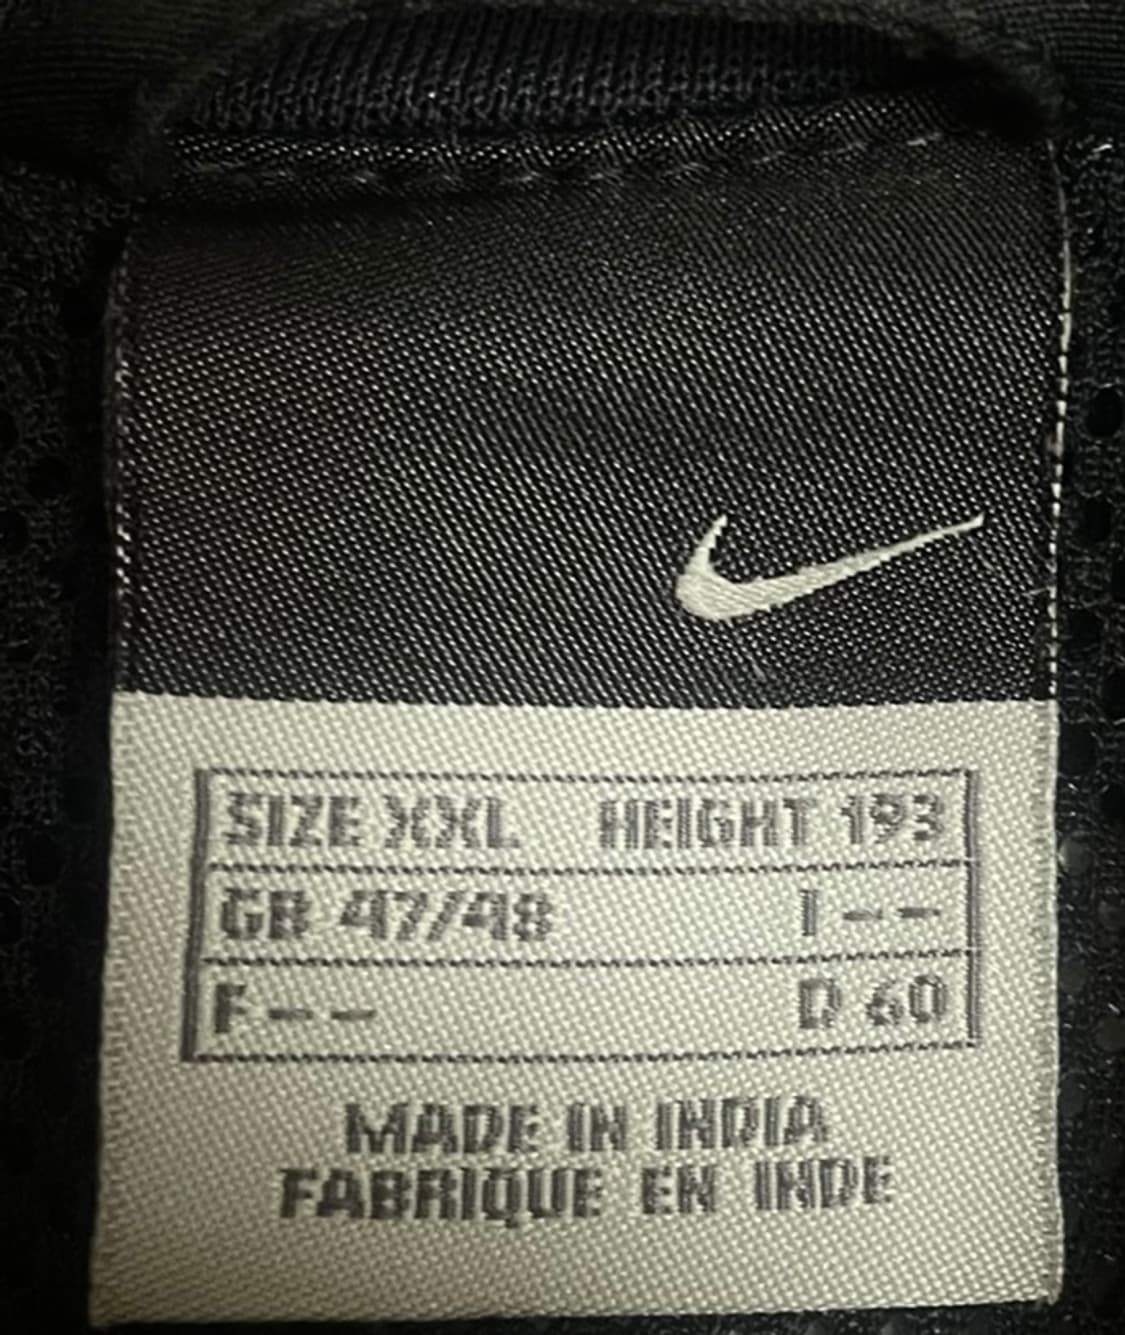 SIZE XXL HEIGHT 193
GB 47/48 I --
F-- D 60
MADE IN INDIA
FABRIQUE EN INDE